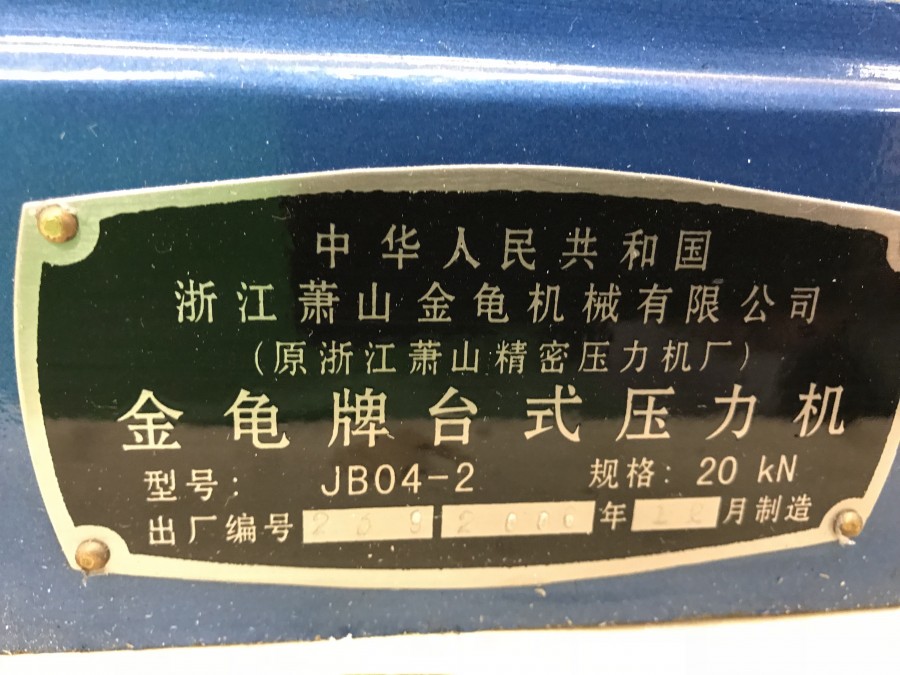 中华人民共和国
浙江萧山金龟机械有限公司
(原浙江萧山精密压力机厂)
金龟牌台式压力机
型号: JB04-2 规格: 20 kN
出厂编号 年 12 月制造